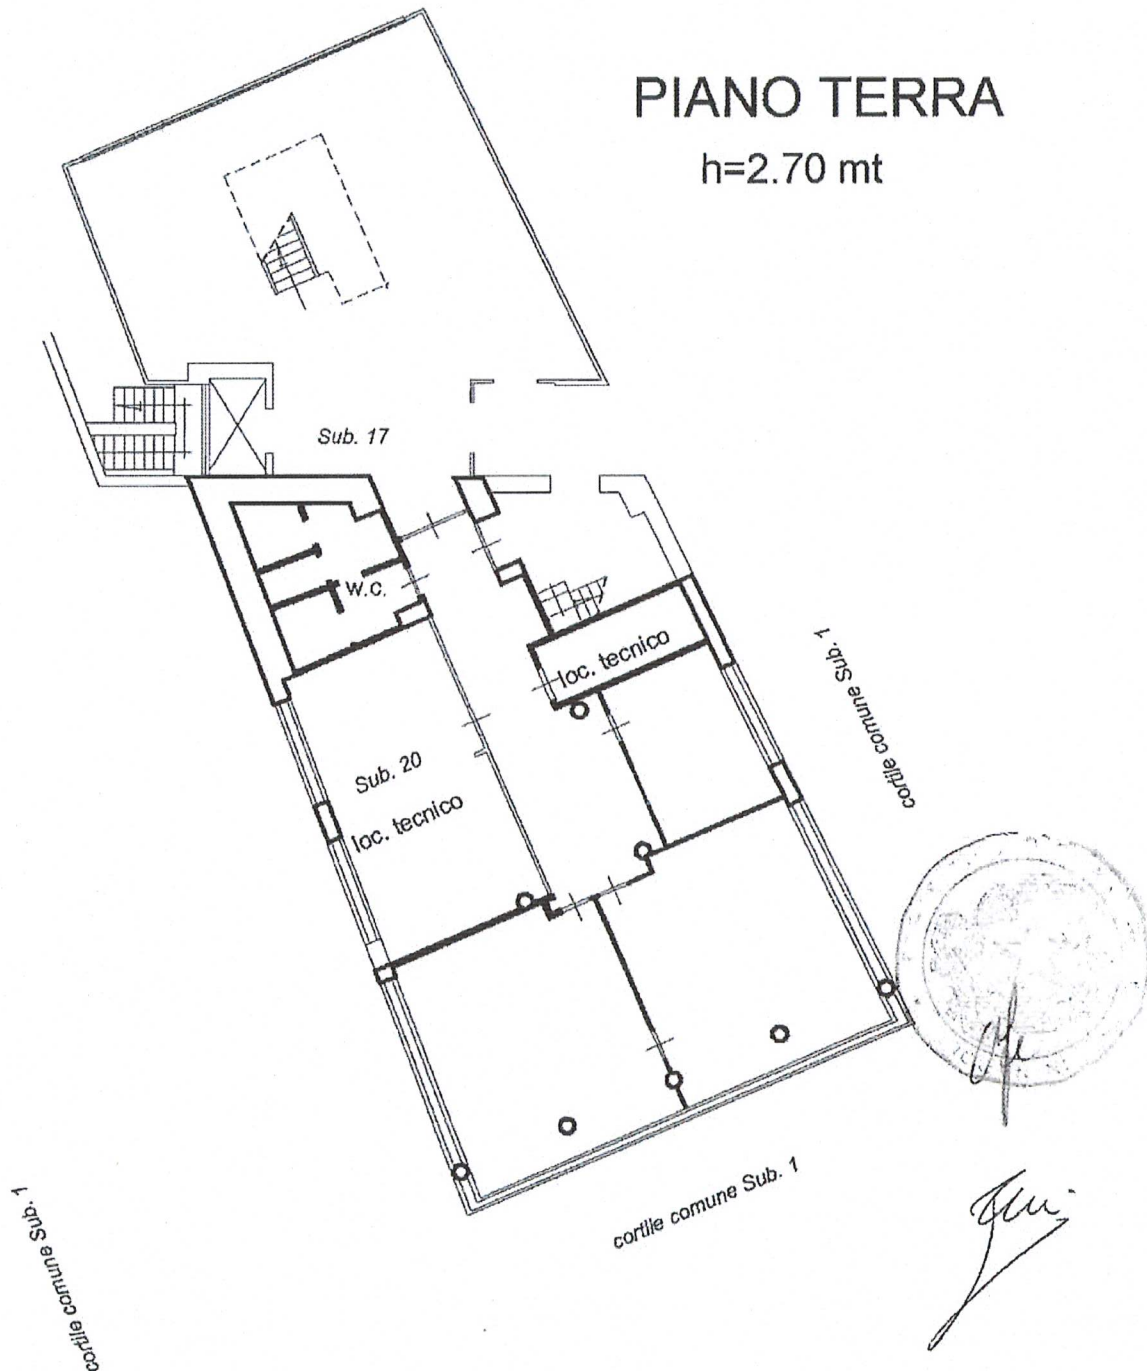 PIANO TERRA
h=2.70 mt
Sub. 17
w.c.
loc. tecnico
cortile comune Sub. 1
Sub. 20
loc. tecnico
cortile comune Sub. 1
cortile comune Sub. 1